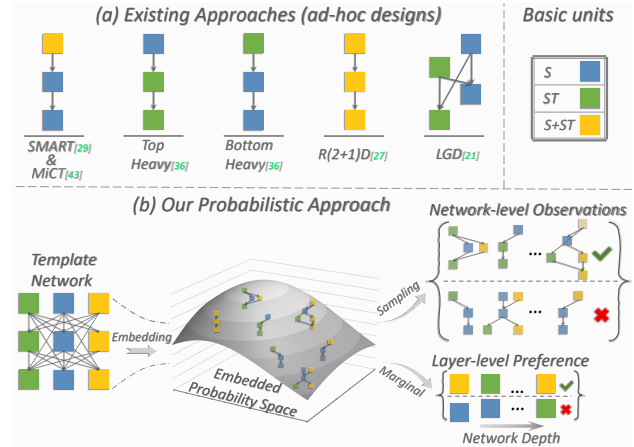 (a) Existing Approaches (ad-hoc designs)
Basic units
S
ST
S+ST
SMART[29]
&
MiCT[43]
Top
Heavy[36]
Bottom
Heavy[36]
R(2+1)D[27]
LGD[21]
(b) Our Probabilistic Approach
Network-level Observations
Template
Network
Embedding
Embedded
Probability Space
Sampling
Marginal
...
...
Layer-level Preference
...
...
Network Depth